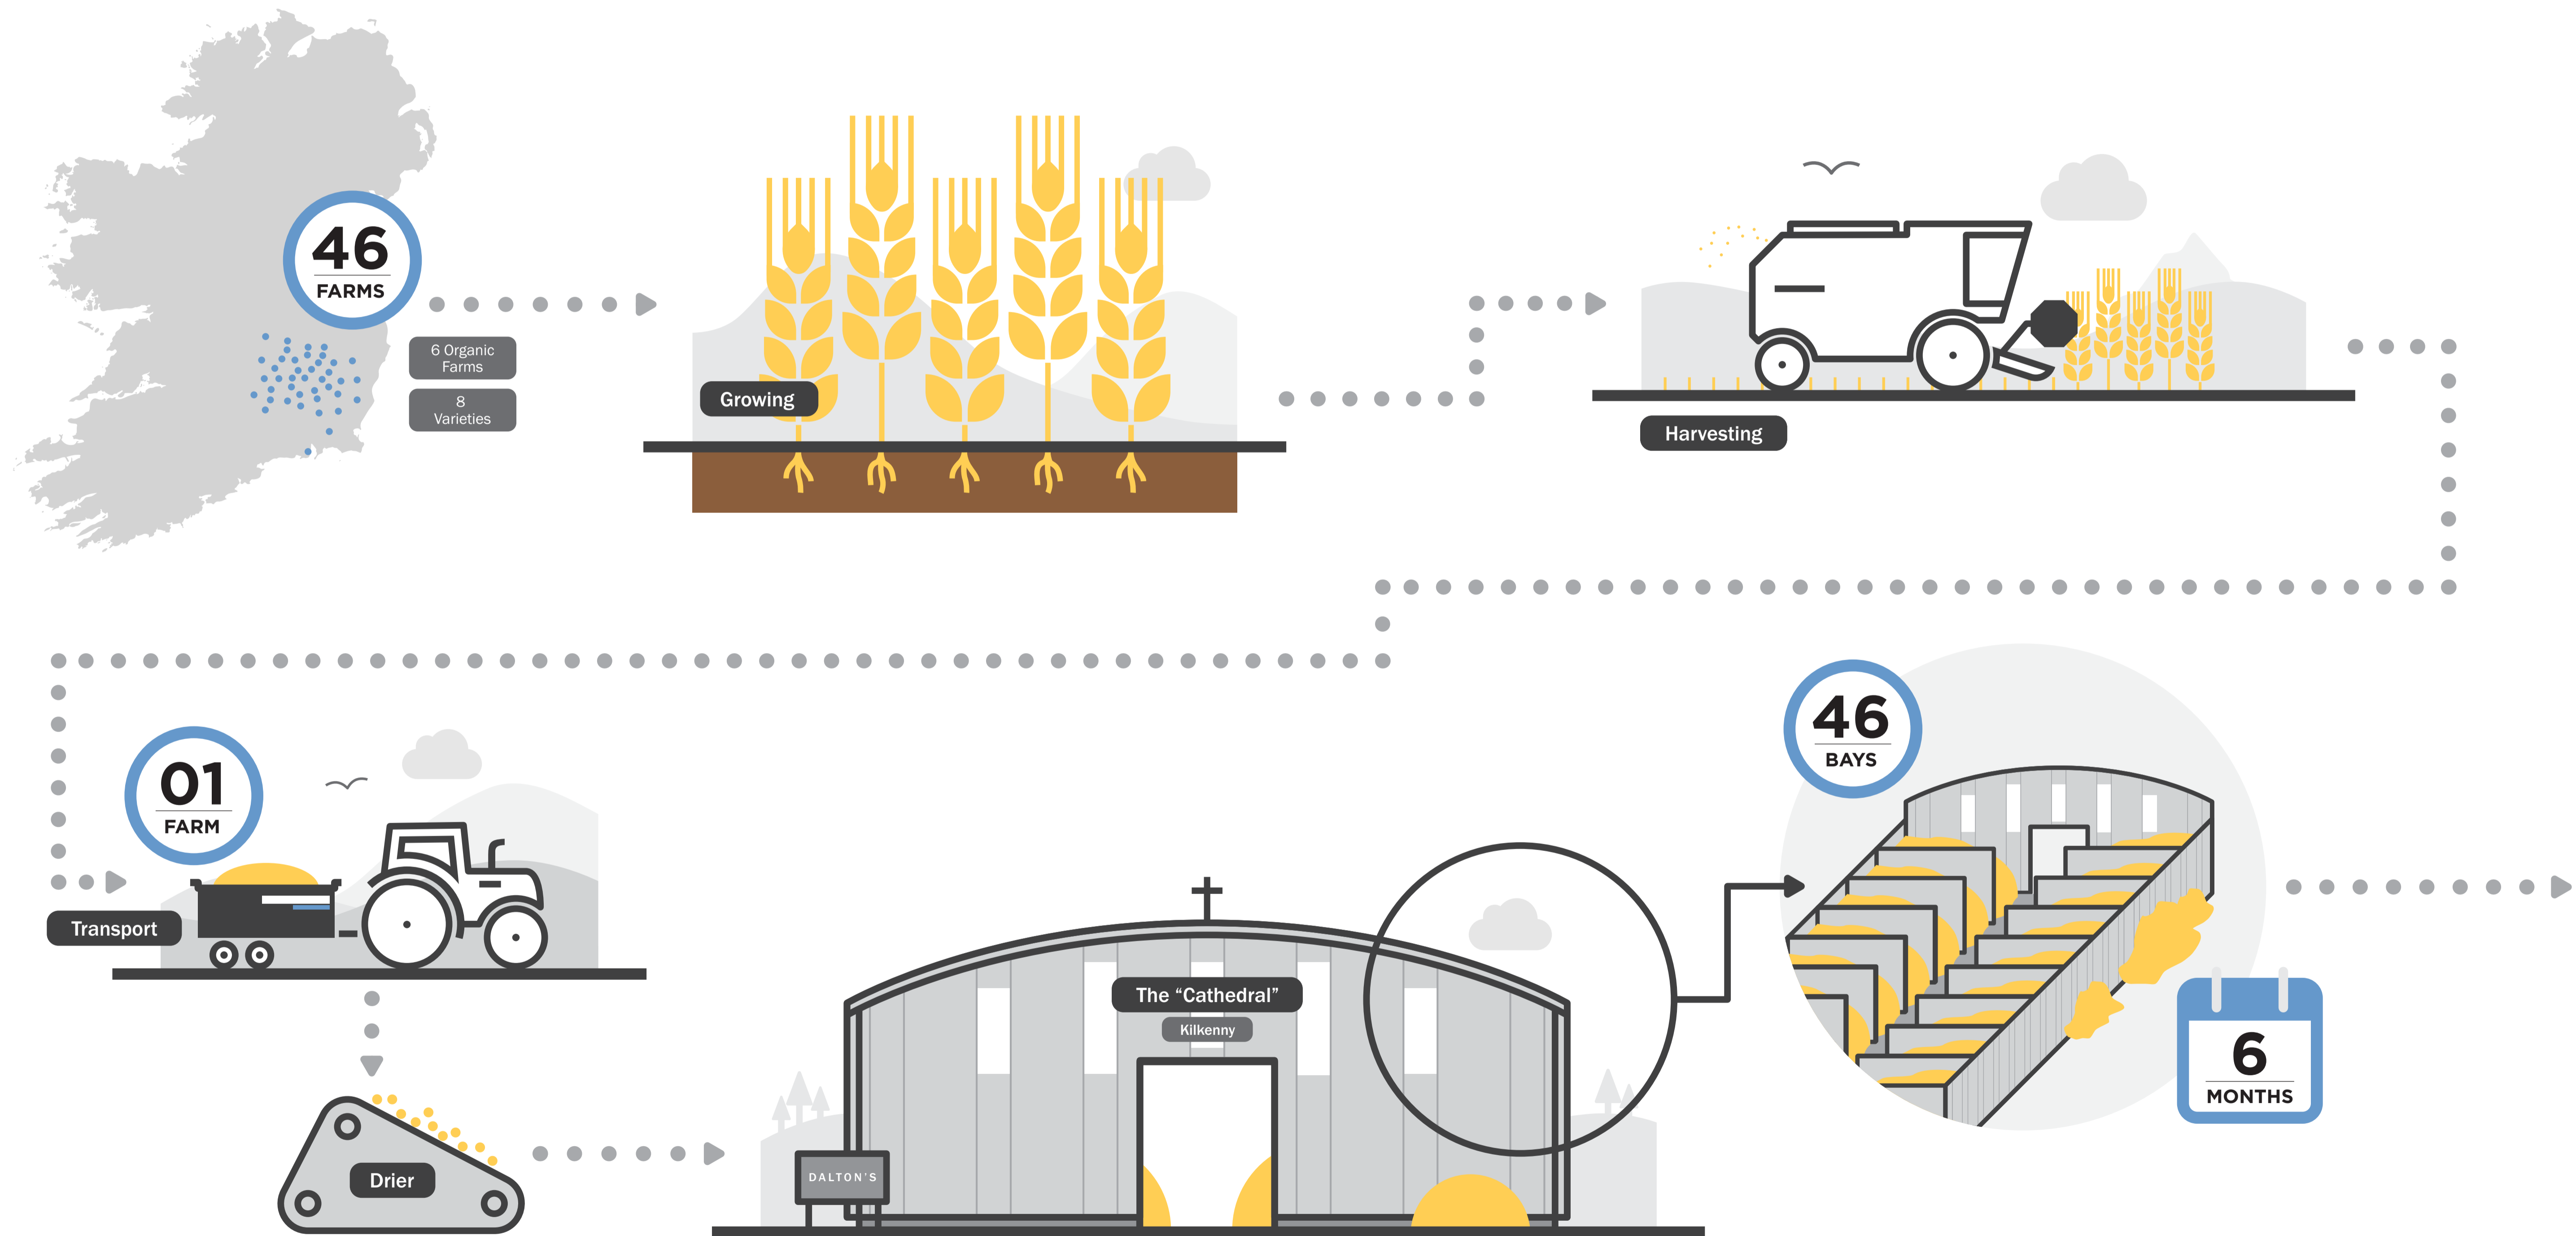 46
FARMS
6 Organic
Farms
8
Varieties
Growing
Harvesting
01
FARM
Transport
Drier
DALTON'S
The “Cathedral”
Kilkenny
46
BAYS
6
MONTHS